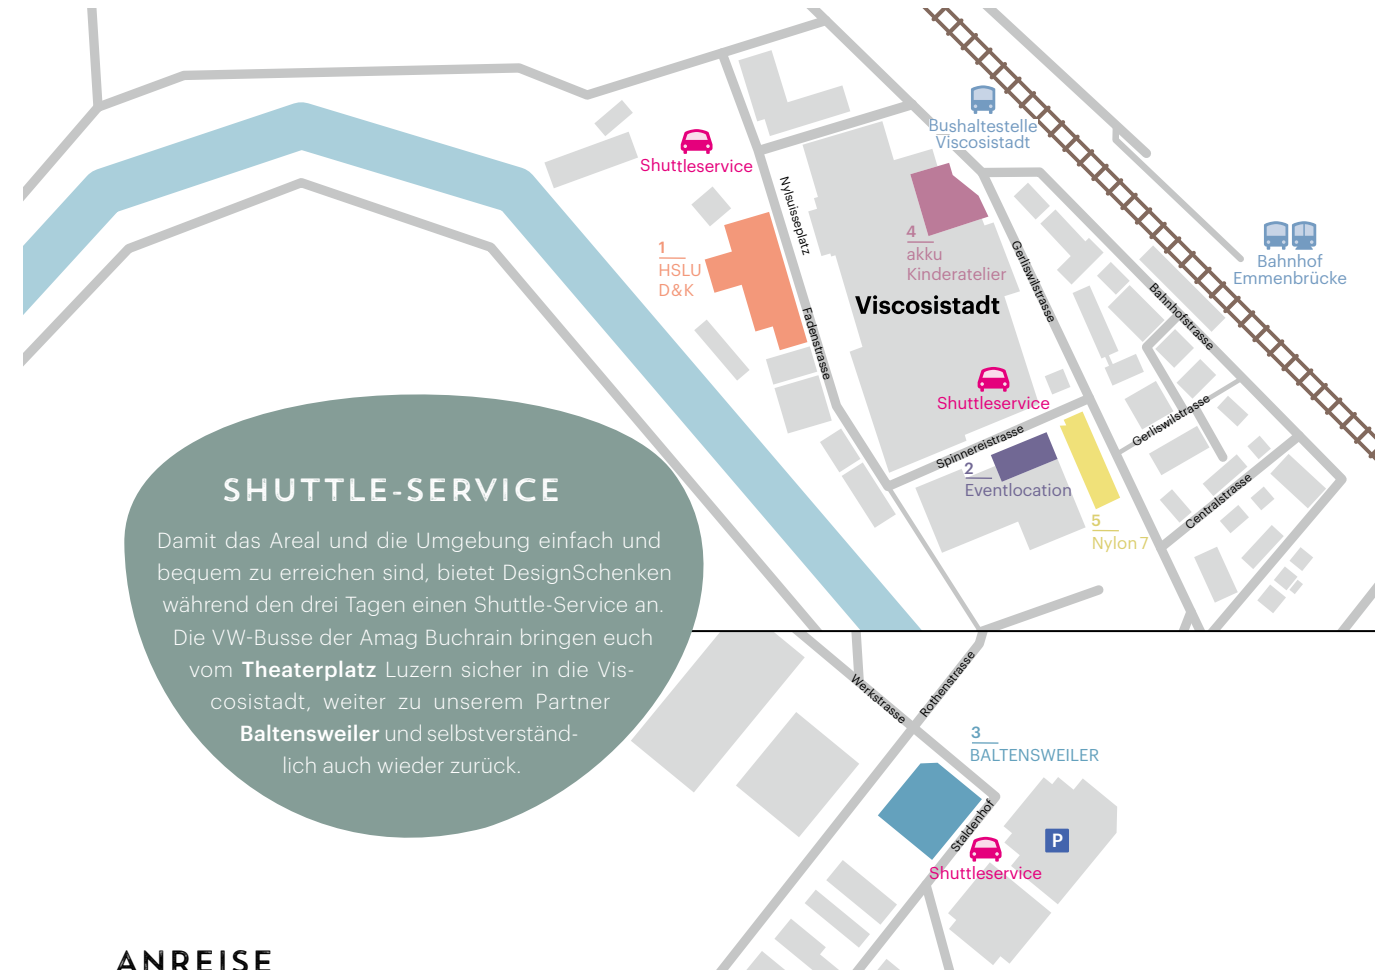 Bushaltestelle
Viscosistadt
Shuttleservice
Nylsuisseplatz
1
HSLU
D&K
4
akku
Kinderatelier
Gerliswilstrasse
Bahnhof
Emmenbrücke
Bahnhofstrasse
Viscosistadt
Fadenstrasse
Shuttleservice
Gerliswilstrasse
Spinnereistrasse
2
Eventlocation
Centralstrasse
5
Nylon 7
SHUTTLE-SERVICE
Damit das Areal und die Umgebung einfach und
bequem zu erreichen sind, bietet DesignSchenken
während den drei Tagen einen Shuttle-Service an.
Die VW-Busse der Amag Buchrain bringen euch
vom Theaterplatz Luzern sicher in die Vis-
cosistadt, weiter zu unserem Partner
Baltensweiler und selbstverständ-
lich auch wieder zurück.
Werkstrasse
Rothenstrasse
3
BALTENSWEILER
Staldenhof
P
Shuttleservice
ANREISE